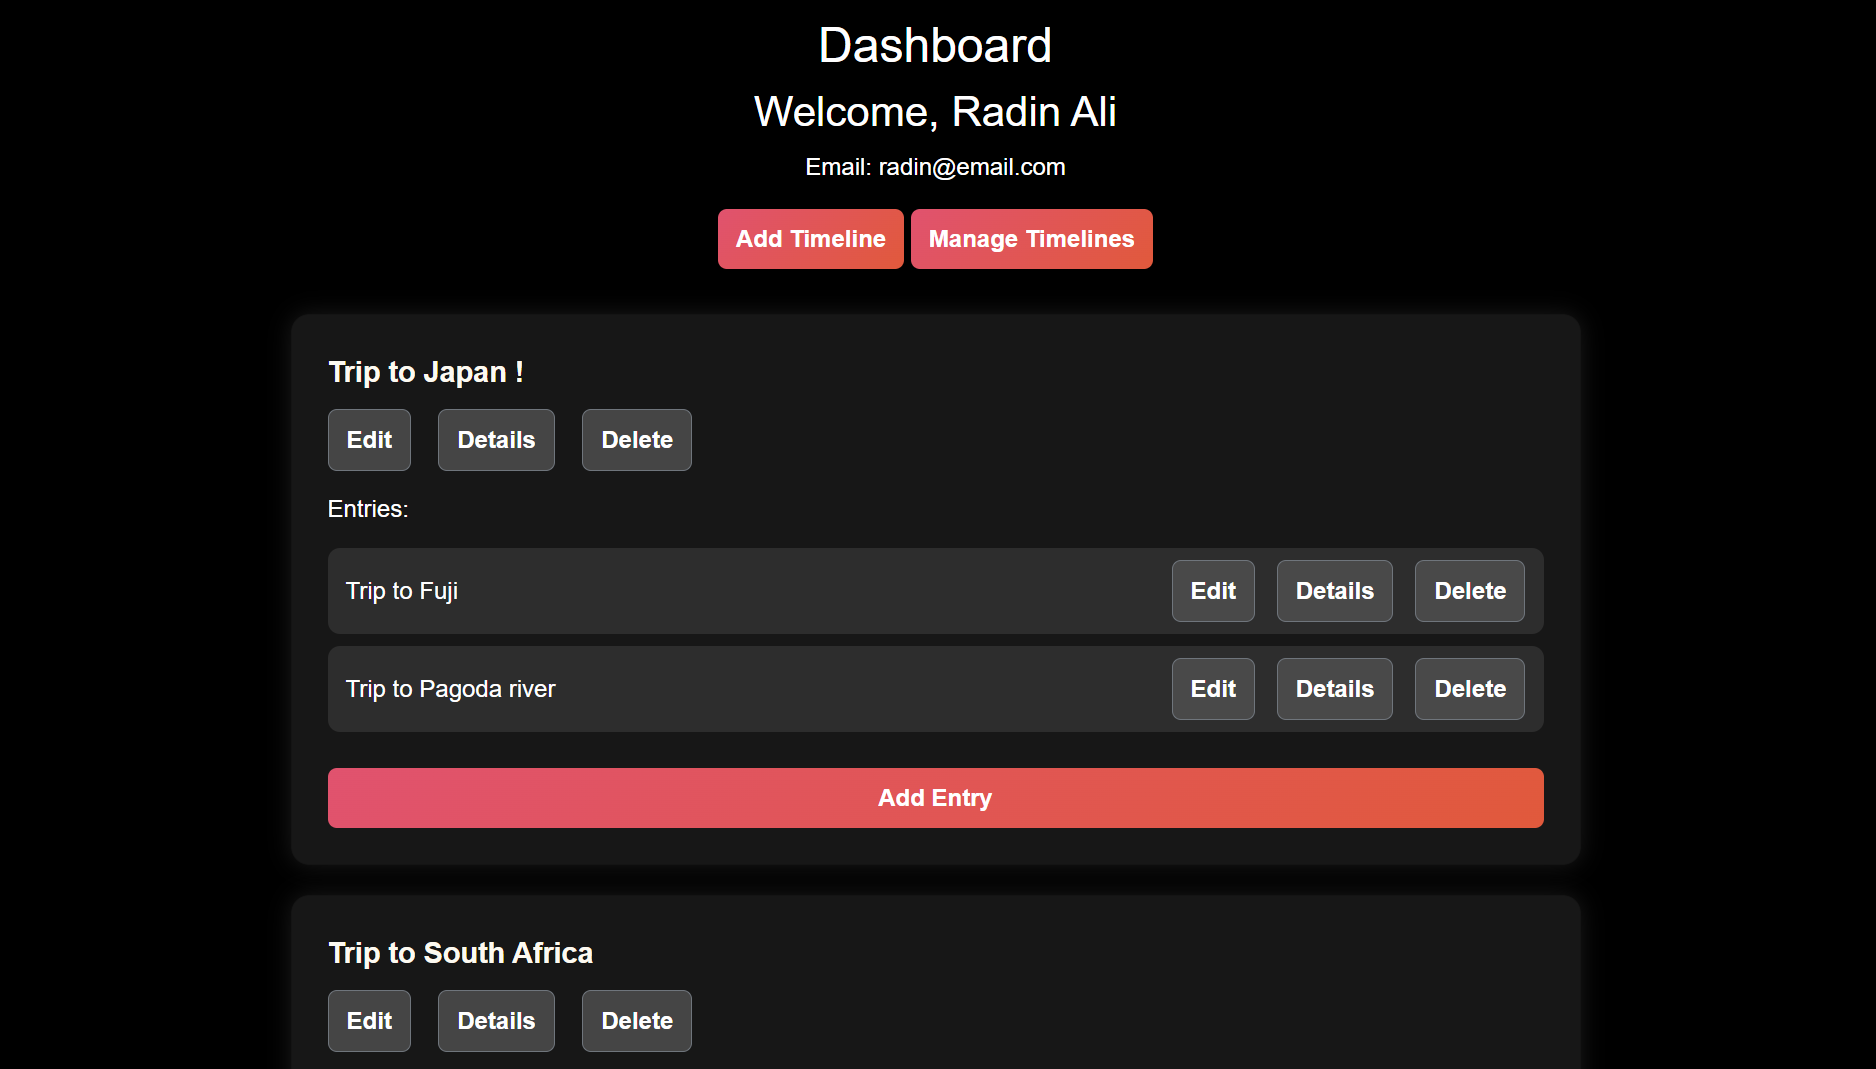 Dashboard
Welcome, Radin Ali
Email: radin@email.com
Add Timeline Manage Timelines
Trip to Japan !
Edit Details Delete
Entries:
Trip to Fuji Edit Details Delete
Trip to Pagoda river Edit Details Delete
Add Entry
Trip to South Africa
Edit Details Delete